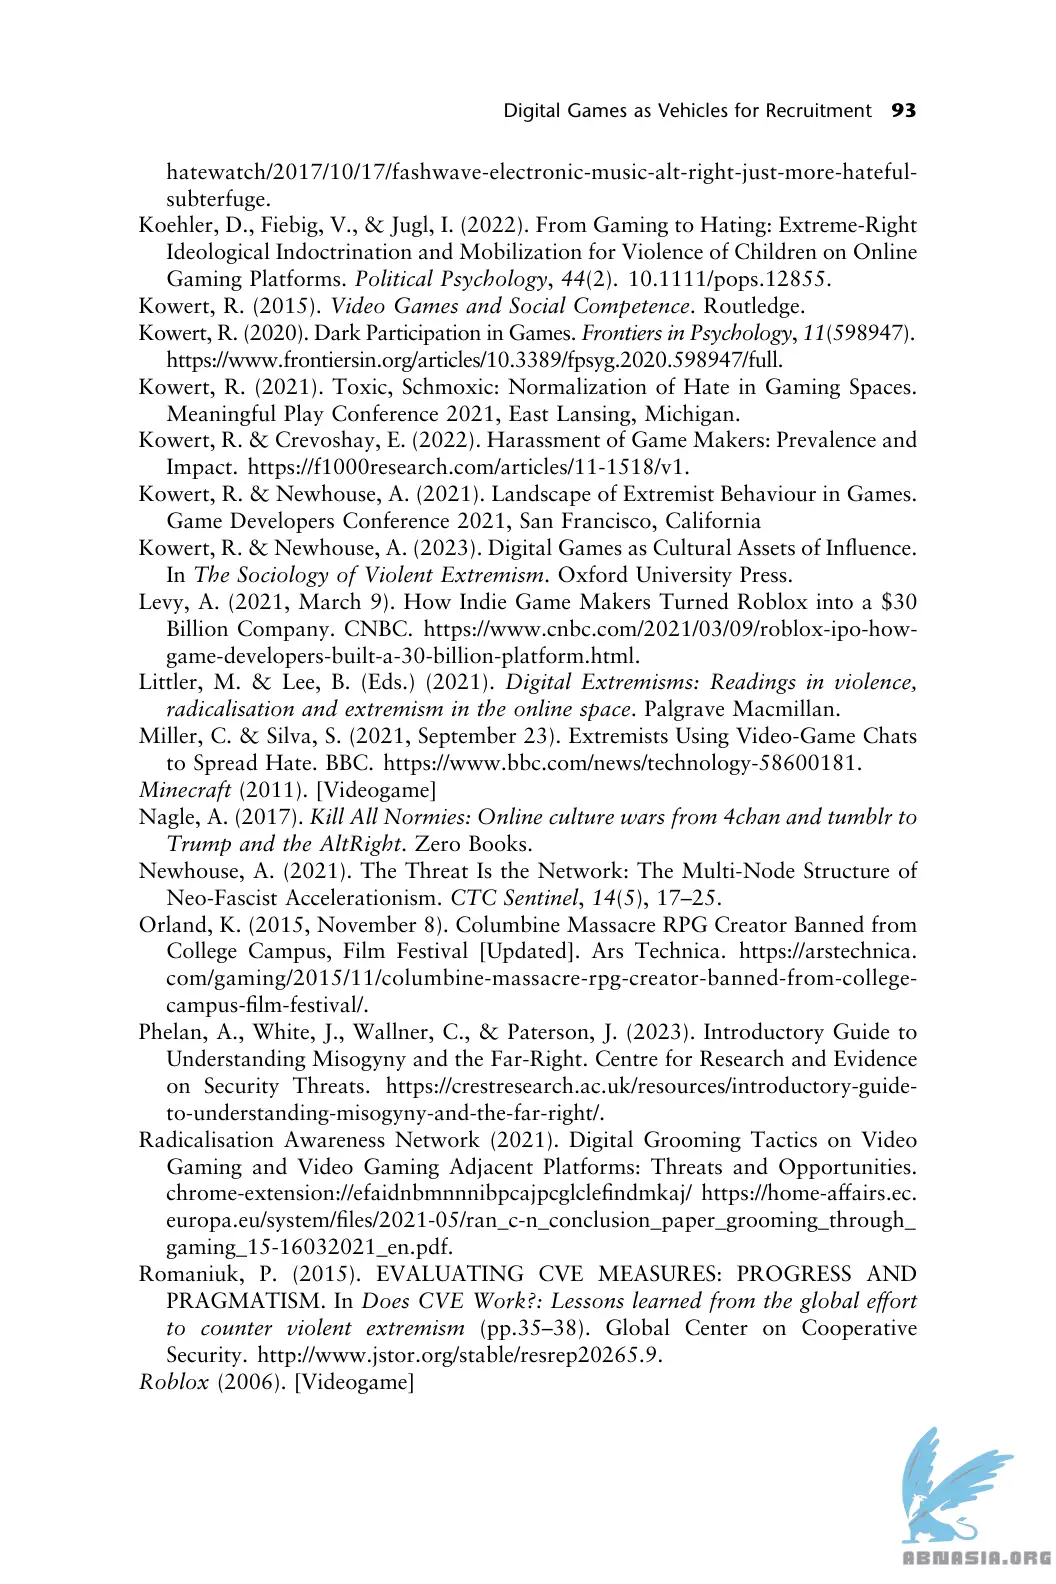 Digital Games as Vehicles for Recruitment 93
hatewatch/2017/10/17/fashwave-electronic-music-alt-right-just-more-hateful-
subterfuge.
Koehler, D., Fiebig, V., & Jugl, I. (2022). From Gaming to Hating: Extreme-Right
Ideological Indoctrination and Mobilization for Violence of Children on Online
Gaming Platforms. Political Psychology, 44(2). 10.1111/pops.12855.
Kowert, R. (2015). Video Games and Social Competence. Routledge.
Kowert, R. (2020). Dark Participation in Games. Frontiers in Psychology, 11(598947).
https://www.frontiersin.org/articles/10.3389/fpsyg.2020.598947/full.
Kowert, R. (2021). Toxic, Schmoxic: Normalization of Hate in Gaming Spaces.
Meaningful Play Conference 2021, East Lansing, Michigan.
Kowert, R. & Crevoshay, E. (2022). Harassment of Game Makers: Prevalence and
Impact. https://f1000research.com/articles/11-1518/v1.
Kowert, R. & Newhouse, A. (2021). Landscape of Extremist Behaviour in Games.
Game Developers Conference 2021, San Francisco, California
Kowert, R. & Newhouse, A. (2023). Digital Games as Cultural Assets of Influence.
In The Sociology of Violent Extremism. Oxford University Press.
Levy, A. (2021, March 9). How Indie Game Makers Turned Roblox into a $30
Billion Company. CNBC. https://www.cnbc.com/2021/03/09/roblox-ipo-how-
game-developers-built-a-30-billion-platform.html.
Littler, M. & Lee, B. (Eds.) (2021). Digital Extremisms: Readings in violence,
radicalisation and extremism in the online space. Palgrave Macmillan.
Miller, C. & Silva, S. (2021, September 23). Extremists Using Video-Game Chats
to Spread Hate. BBC. https://www.bbc.com/news/technology-58600181.
Minecraft (2011). [Videogame]
Nagle, A. (2017). Kill All Normies: Online culture wars from 4chan and tumblr to
Trump and the AltRight. Zero Books.
Newhouse, A. (2021). The Threat Is the Network: The Multi-Node Structure of
Neo-Fascist Accelerationism. CTC Sentinel, 14(5), 17–25.
Orland, K. (2015, November 8). Columbine Massacre RPG Creator Banned from
College Campus, Film Festival [Updated]. Ars Technica. https://arstechnica.
com/gaming/2015/11/columbine-massacre-rpg-creator-banned-from-college-
campus-film-festival/.
Phelan, A., White, J., Wallner, C., & Paterson, J. (2023). Introductory Guide to
Understanding Misogyny and the Far-Right. Centre for Research and Evidence
on Security Threats. https://crestresearch.ac.uk/resources/introductory-guide-
to-understanding-misogyny-and-the-far-right/.
Radicalisation Awareness Network (2021). Digital Grooming Tactics on Video
Gaming and Video Gaming Adjacent Platforms: Threats and Opportunities.
chrome-extension://efaidnbmnnnibpcajpcglclefindmkaj/ https://home-affairs.ec.
europa.eu/system/files/2021-05/ran_c-n_conclusion_paper_grooming_through_
gaming_15-16032021_en.pdf.
Romaniuk, P. (2015). EVALUATING CVE MEASURES: PROGRESS AND
PRAGMATISM. In Does CVE Work?: Lessons learned from the global effort
to counter violent extremism (pp.35–38). Global Center on Cooperative
Security. http://www.jstor.org/stable/resrep20265.9.
Roblox (2006). [Videogame]
ABNASIA.ORG